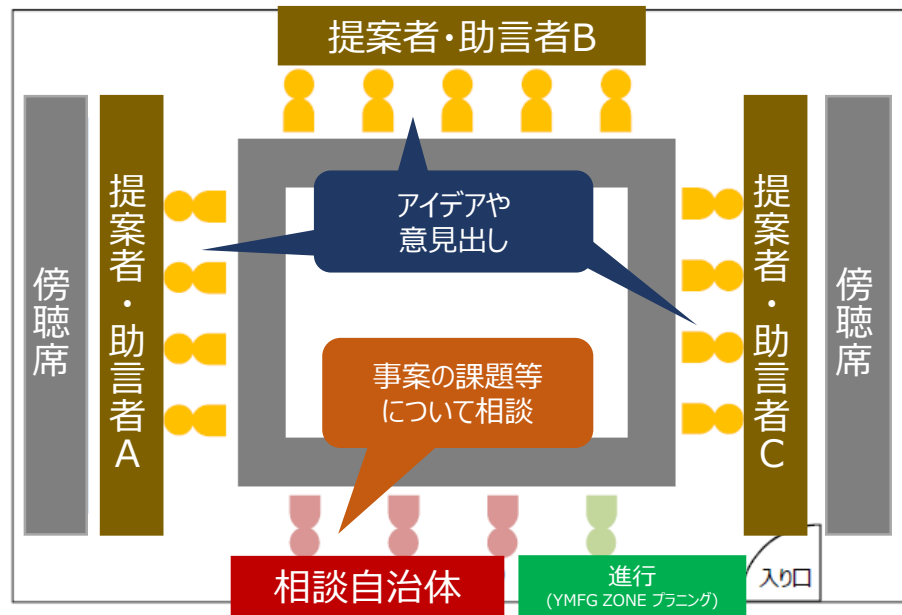 提案者・助言者B
傍聴席
提案者・助言者A
アイデアや
意見出し
提案者・助言者C
傍聴席
事案の課題等
について相談
相談自治体
進行
(YMFG ZONE プラニング)
入り口